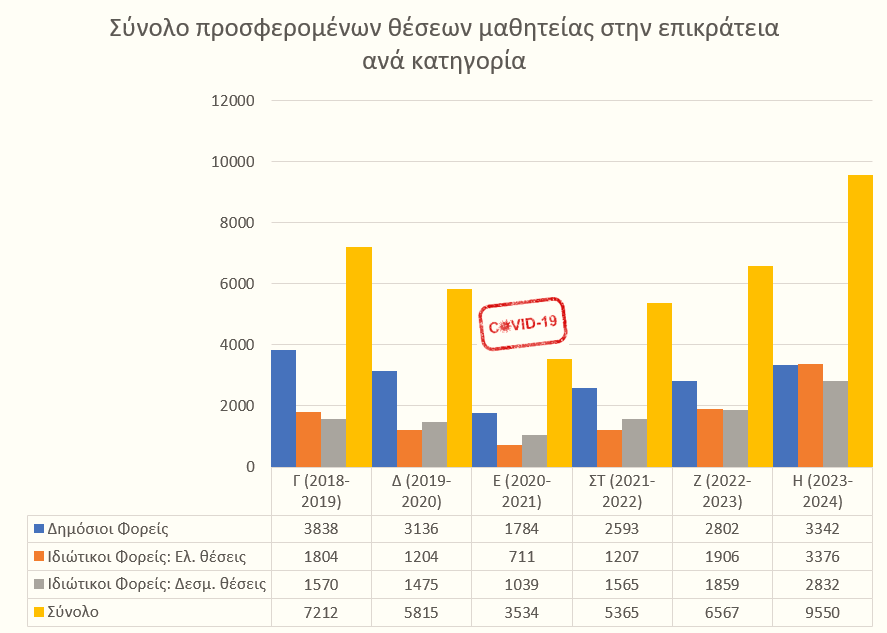 Σύνολο προσφερομένων θέσεων μαθητείας στην επικράτεια
ανά κατηγορία
12000
10000
8000
6000
4000
2000
0
COVID-19
Γ (2018-
2019)
Δ (2019-
2020)
Ε (2020-
2021)
ΣΤ (2021-
2022)
Ζ (2022-
2023)
Η (2023-
2024)
Δημόσιοι Φορείς 3838 3136 1784 2593 2802 3342
Ιδιώτικοι Φορείς: Ελ. θέσεις 1804 1204 711 1207 1906 3376
Ιδιώτικοι Φορείς: Δεσμ. θέσεις 1570 1475 1039 1565 1859 2832
Σύνολο 7212 5815 3534 5365 6567 9550